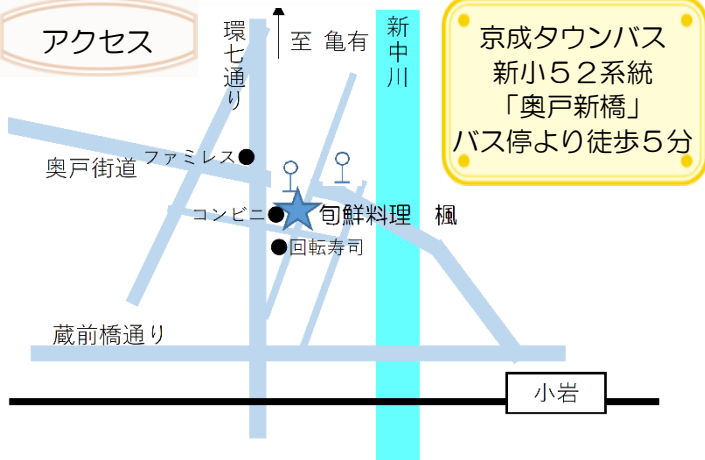 アクセス
環七通り
至 亀有
新中川
京成タウンバス
新小５２系統
「奥戸新橋」
バス停より徒歩５分
奥戸街道
ファミレス
コンビニ
旬鮮料理　楓
回転寿司
蔵前橋通り
小岩